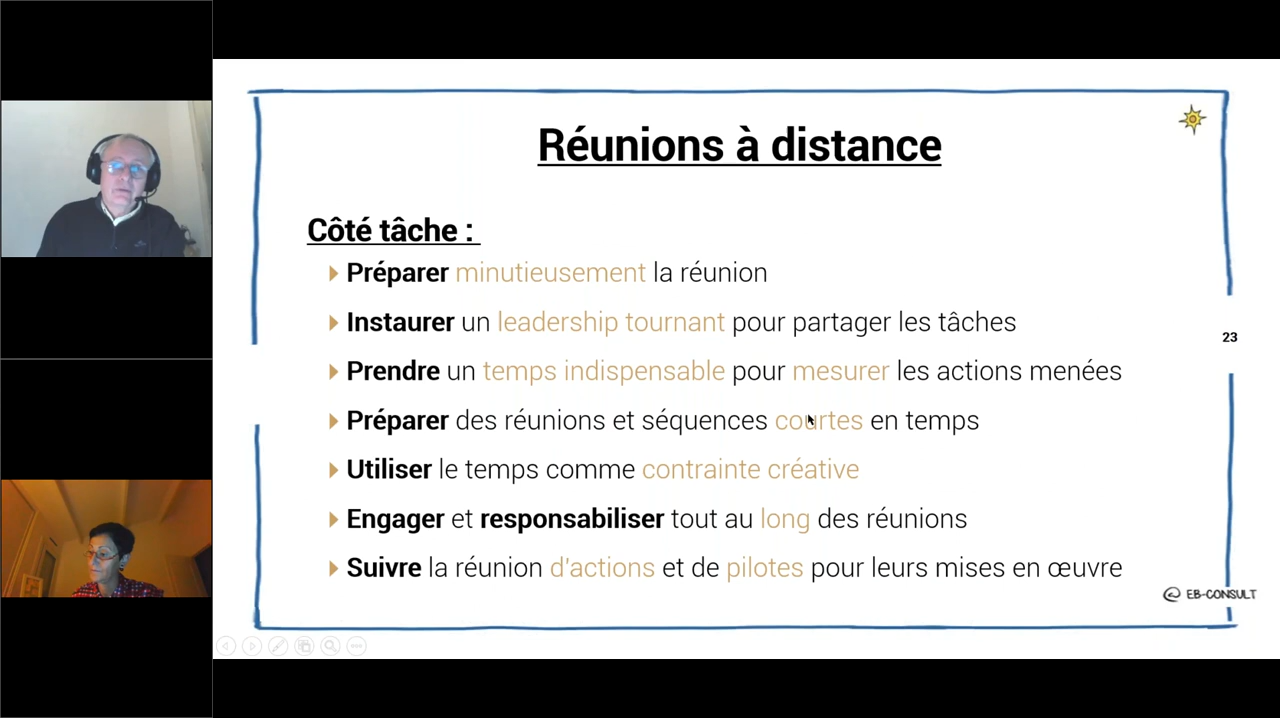 Réunions à distance
Côté tâche :
Préparer minutieusement la réunion
Instaurer un leadership tournant pour partager les tâches
Prendre un temps indispensable pour mesurer les actions menées
Préparer des réunions et séquences courtes en temps
Utiliser le temps comme contrainte créative
Engager et responsabiliser tout au long des réunions
Suivre la réunion d'actions et de pilotes pour leurs mises en œuvre
23
@ EB-CONSULT